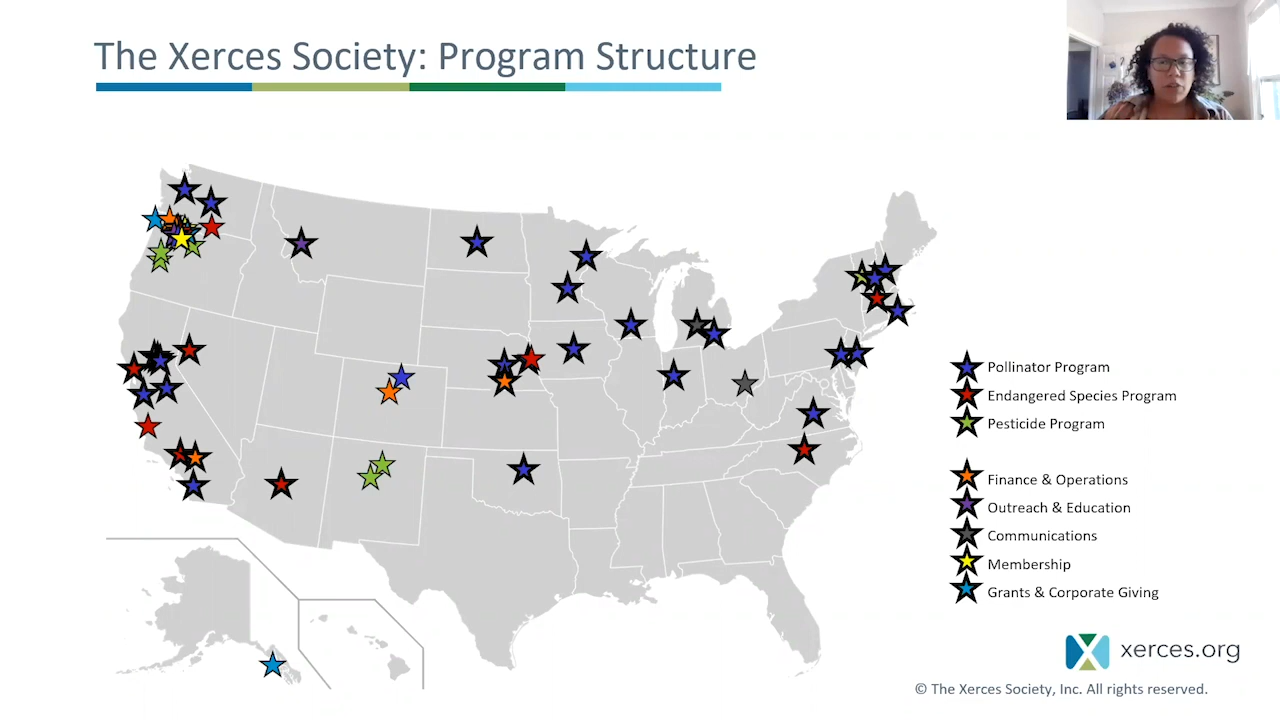 The Xerces Society: Program Structure
Pollinator Program
Endangered Species Program
Pesticide Program
Finance & Operations
Outreach & Education
Communications
Membership
Grants & Corporate Giving
xerces.org
© The Xerces Society, Inc. All rights reserved.